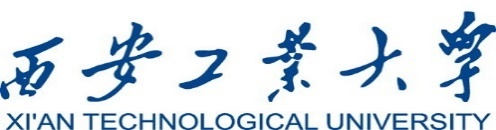 西安工业大学
XI'AN TECHNOLOGICAL UNIVERSITY